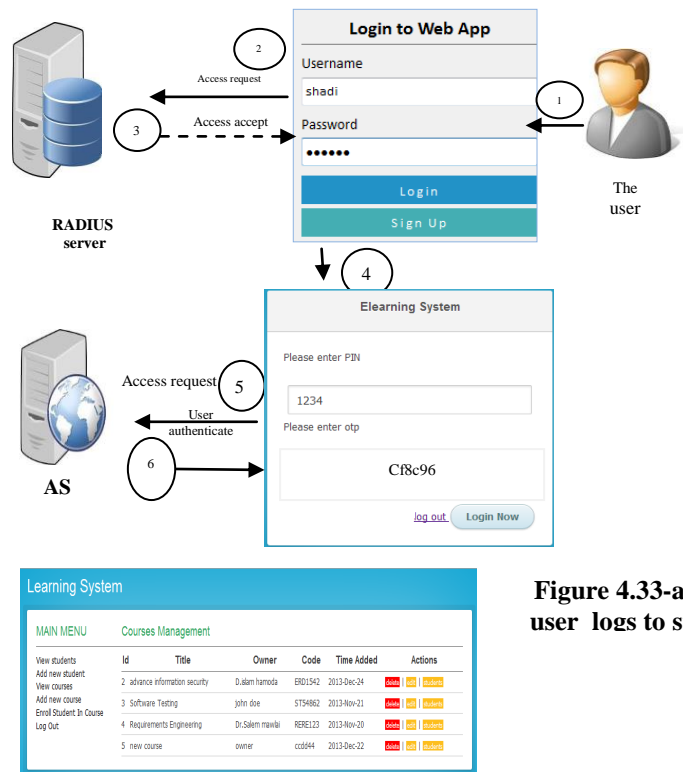 Login to Web App
2
Username
Access request
shadi
1
3
Access accept
Password
••••••
Login
The
user
Sign Up
RADIUS
server
4
Elearning System
Please enter PIN
Access request
5
1234
User
authenticate
Please enter otp
6
Cf8c96
AS
log out
Login Now
Learning System
Figure 4.33-a
user logs to s
MAIN MENU
Courses Management
View students
Add new student
View courses
Add new course
Enroll Student In Course
Log Out
Id Title Owner Code Time Added Actions
2 advance information security D.slam hamoda ERD1542 2013-Dec-24 delete | edit | students
3 Software Testing john doe ST54862 2013-Nov-21 delete | edit | students
4 Requirements Engineering Dr.Salem mawlai RERE123 2013-Nov-20 delete | edit | students
5 new course owner ccdd44 2013-Dec-22 delete | edit | students